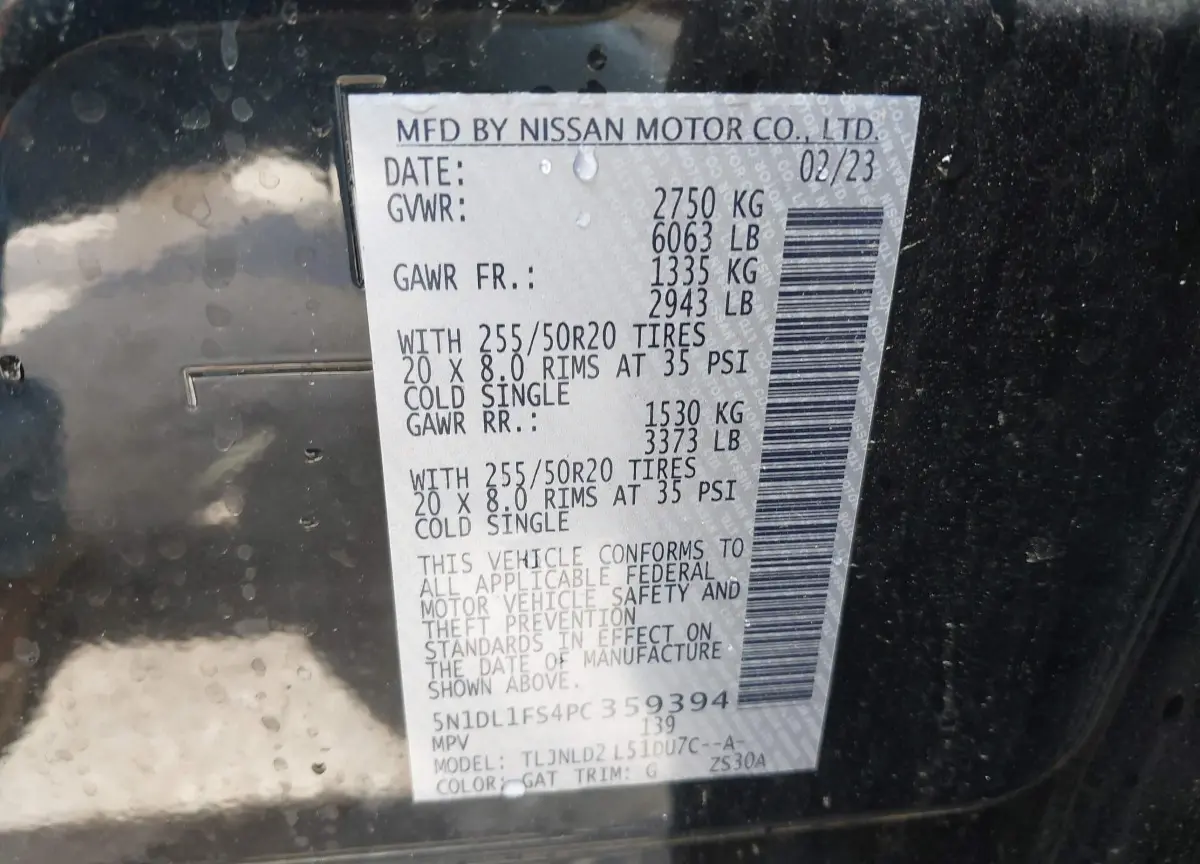 MFD BY NISSAN MOTOR CO., LTD.
DATE: 02/23
GVWR: 2750 KG
6063 LB
GAWR FR.: 1335 KG
2943 LB
WITH 255/50R20 TIRES
20 X 8.0 RIMS AT 35 PSI
COLD SINGLE
GAWR RR.: 1530 KG
3373 LB
WITH 255/50R20 TIRES
20 X 8.0 RIMS AT 35 PSI
COLD SINGLE
THIS VEHICLE CONFORMS TO
ALL APPLICABLE FEDERAL
MOTOR VEHICLE SAFETY AND
THEFT PREVENTION
STANDARDS IN EFFECT ON
THE DATE OF MANUFACTURE
SHOWN ABOVE.
5N1DL1FS4PC359394
MPV 139
MODEL: TLJNLD2 L51DU7C--A-
COLOR: GAT TRIM: G ZS30A